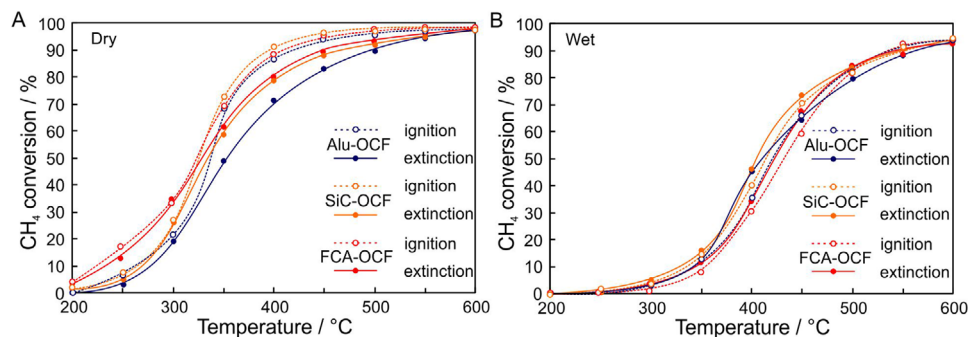 A
Dry
CH4 conversion / %
100
90
80
70
60
50
40
30
20
10
0
ignition
Alu-OCF
extinction
ignition
SiC-OCF
extinction
ignition
FCA-OCF
extinction
200 300 400 500 600
Temperature / °C
B
Wet
CH4 conversion / %
100
90
80
70
60
50
40
30
20
10
0
ignition
Alu-OCF
extinction
ignition
SiC-OCF
extinction
ignition
FCA-OCF
extinction
200 300 400 500 600
Temperature / °C